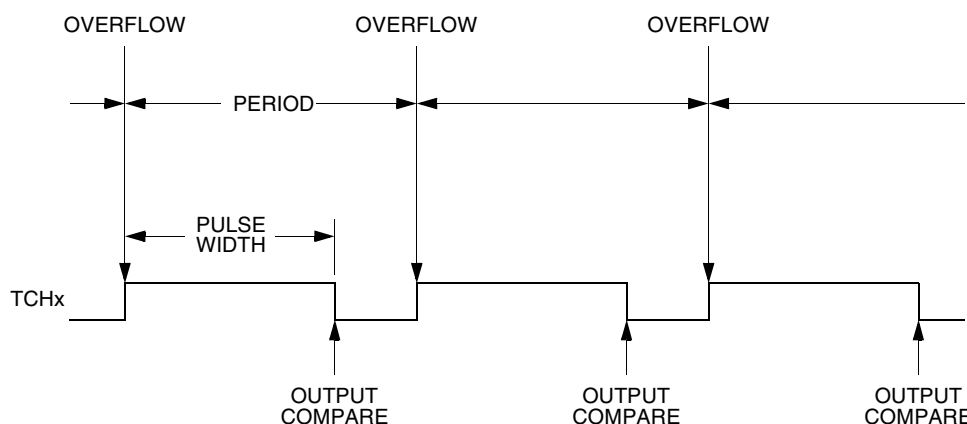 OVERFLOW OVERFLOW OVERFLOW
PERIOD
PULSE
WIDTH
TCHx
OUTPUT
COMPARE
OUTPUT
COMPARE
OUTPUT
COMPARE